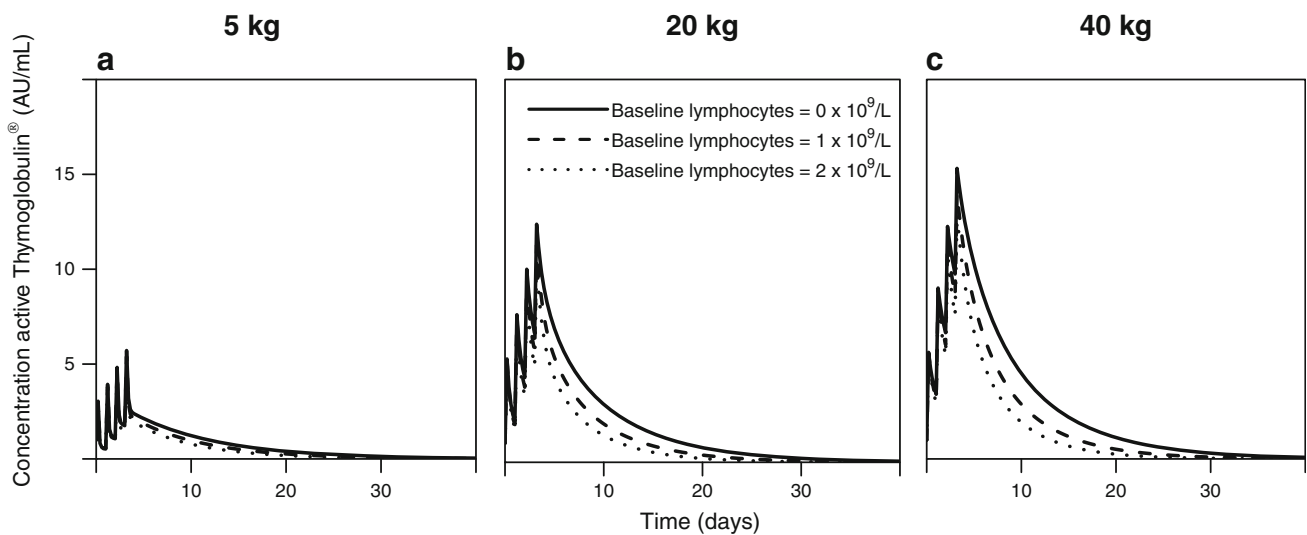 5 kg
20 kg
40 kg
a
b
c
Concentration active Thymoglobulin® (AU/mL)
15
10
5
Baseline lymphocytes = 0 x 10⁹/L
Baseline lymphocytes = 1 x 10⁹/L
Baseline lymphocytes = 2 x 10⁹/L
10 20 30
10 20 30
10 20 30
Time (days)